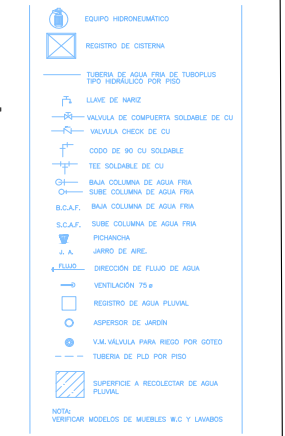 EQUIPO HIDRONEUMÁTICO
REGISTRO DE CISTERNA
TUBERIA DE AGUA FRIA DE TUBOPLUS
TIPO HIDRÁULICO POR PISO
LLAVE DE NARIZ
VALVULA DE COMPUERTA SOLDABLE DE CU
VALVULA CHECK DE CU
CODO DE 90 CU SOLDABLE
TEE SOLDABLE DE CU
BAJA COLUMNA DE AGUA FRIA
SUBE COLUMNA DE AGUA FRIA
B.C.A.F. BAJA COLUMNA DE AGUA FRIA
S.C.A.F. SUBE COLUMNA DE AGUA FRIA
PICHANCHA
J. A. JARRO DE AIRE.
FLUJO DIRECCIÓN DE FLUJO DE AGUA
VENTILACIÓN 75 ø
REGISTRO DE AGUA PLUVIAL
ASPERSOR DE JARDÍN
V.M. VÁLVULA PARA RIEGO POR GOTEO
TUBERIA DE PLD POR PISO
SUPERFICIE A RECOLECTAR DE AGUA
PLUVIAL
NOTA:
VERIFICAR MODELOS DE MUEBLES W.C Y LAVABOS